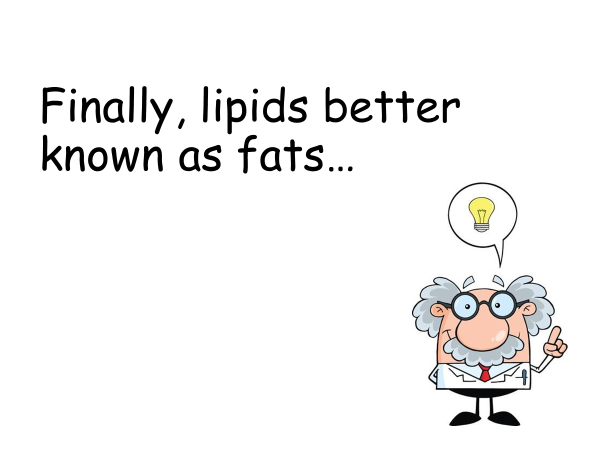 Finally, lipids better
known as fats…